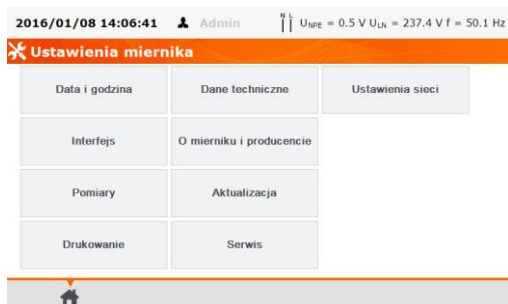 2016/01/08 14:06:41 Admin N L U_NPE = 0.5 V U_LN = 237.4 V f = 50.1 Hz
Ustawienia miernika
Data i godzina Dane techniczne Ustawienia sieci
Interfejs O mierniku i producencie
Pomiary Aktualizacja
Drukowanie Serwis